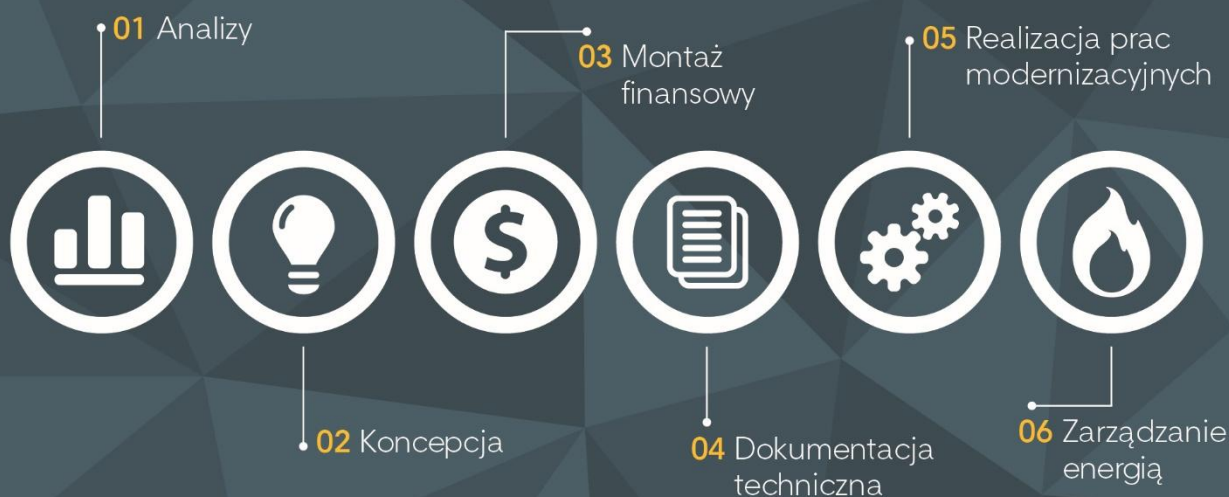 01 Analizy
02 Koncepcja
03 Montaż
finansowy
04 Dokumentacja
techniczna
05 Realizacja prac
modernizacyjnych
06 Zarządzanie
energią
$